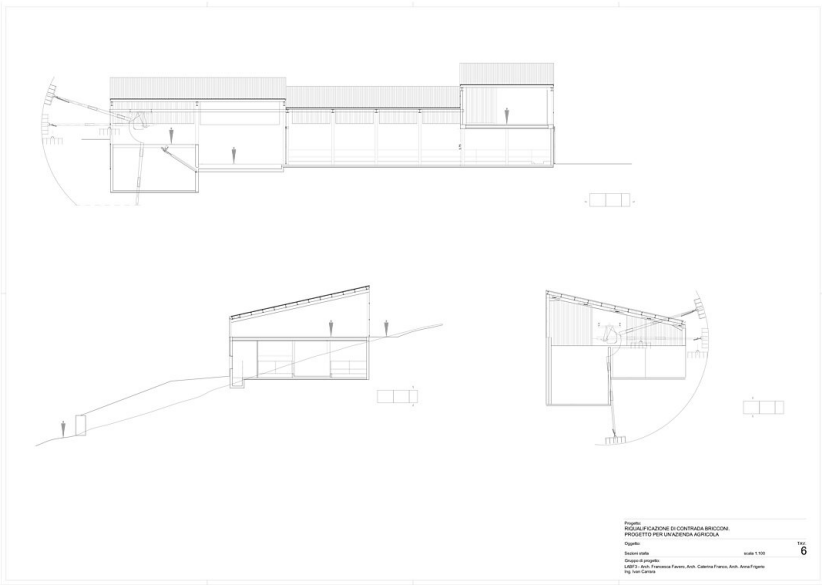 Progetto:
RIQUALIFICAZIONE DI CONTRADA BRICCONI.
PROGETTO PER UN'AZIENDA AGRICOLA
Oggetto: TAV.
Sezioni stalla scala 1:100 6
Gruppo di progetto:
LABF3 - Arch. Francesca Favero, Arch. Caterina Franco, Arch. Anna Frigerio
Ing. Ivan Carrara